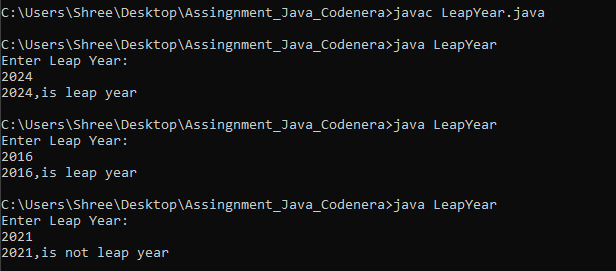 C:\Users\Shree\Desktop\Assingnment_Java_Codenera>javac LeapYear.java
C:\Users\Shree\Desktop\Assingnment_Java_Codenera>java LeapYear
Enter Leap Year:
2024
2024,is leap year
C:\Users\Shree\Desktop\Assingnment_Java_Codenera>java LeapYear
Enter Leap Year:
2016
2016,is leap year
C:\Users\Shree\Desktop\Assingnment_Java_Codenera>java LeapYear
Enter Leap Year:
2021
2021,is not leap year